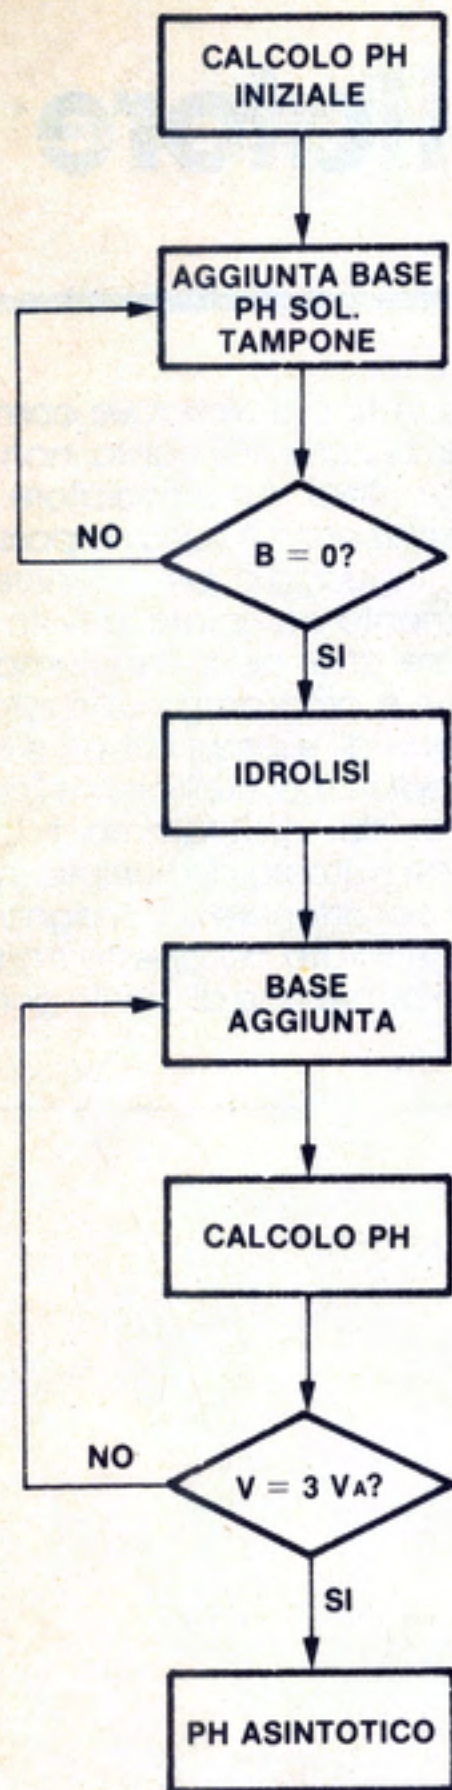 CALCOLO PH
INIZIALE
AGGIUNTA BASE
PH SOL.
TAMPONE
NO
B = 0?
SI
IDROLISI
BASE
AGGIUNTA
CALCOLO PH
NO
V = 3 VA?
SI
PH ASINTOTICO